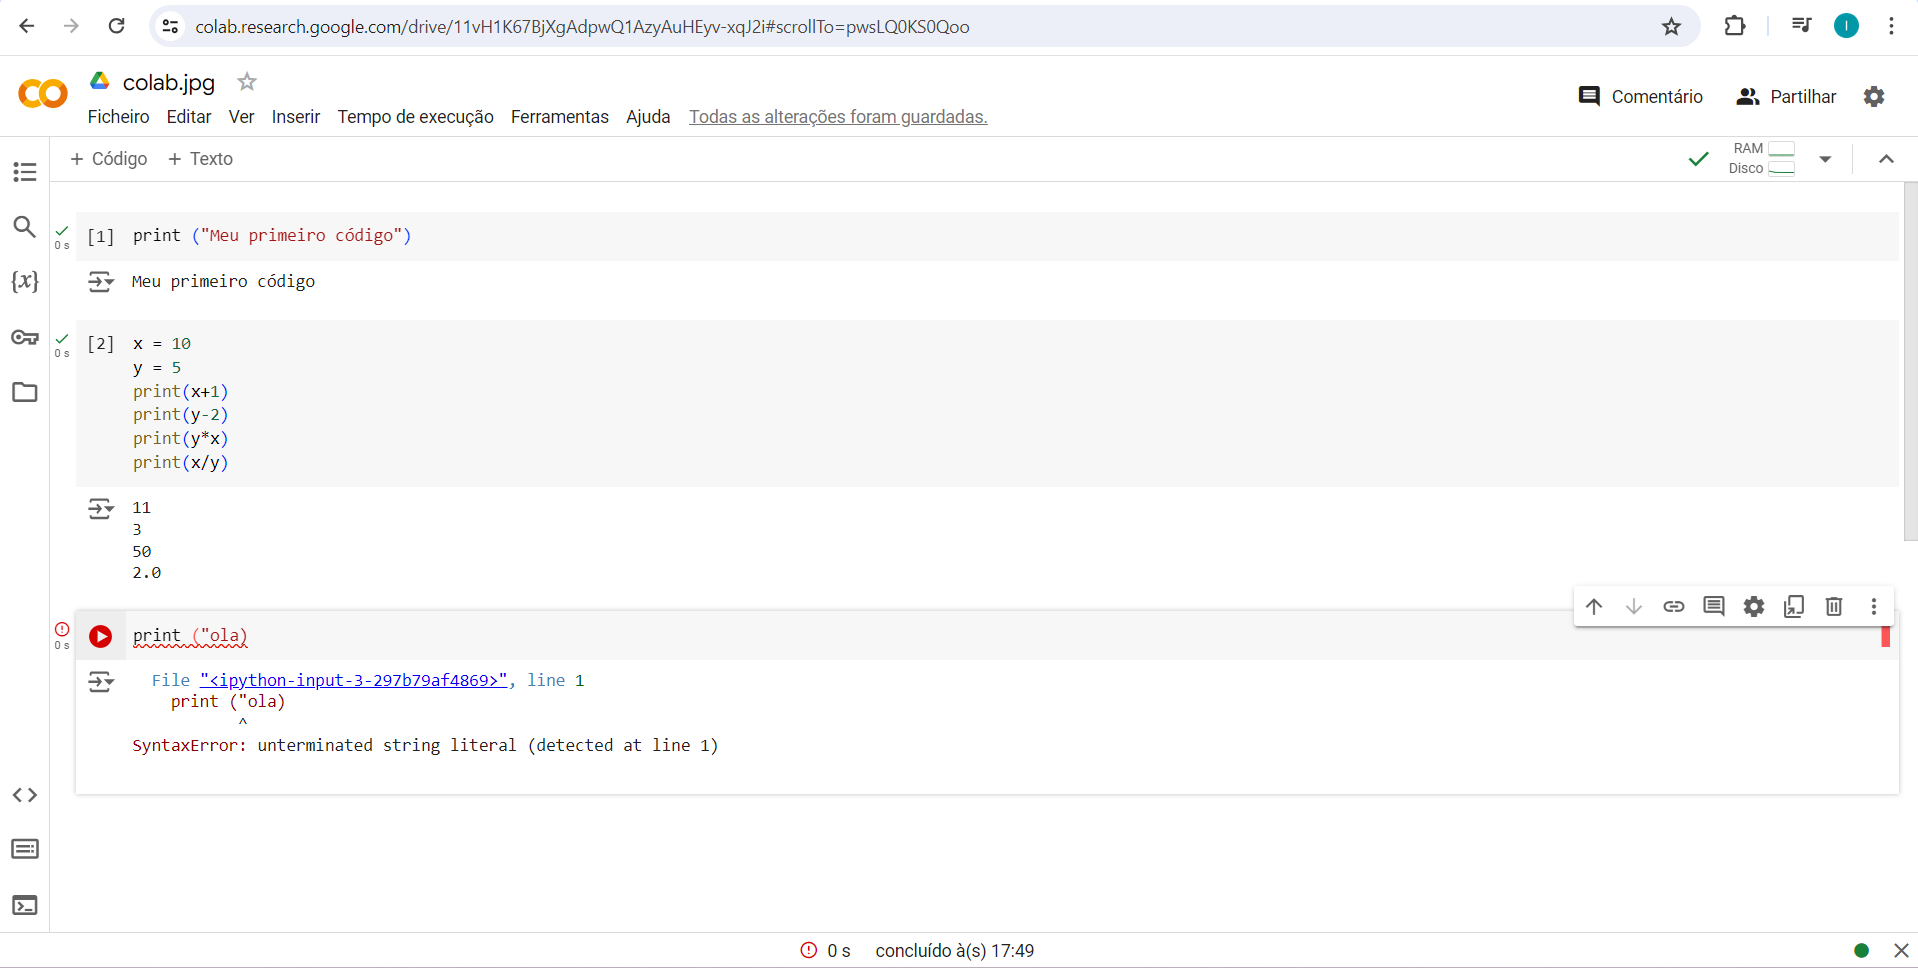 colab.research.google.com/drive/11vH1K67BjXgAdpwQ1AzyAuHEyv-xqJ2i#scrollTo=pwsLQ0KS0Qoo
I
colab.jpg
Ficheiro Editar Ver Inserir Tempo de execução Ferramentas Ajuda Todas as alterações foram guardadas.
Comentário Partilhar
+ Código + Texto
RAM
Disco
0 s
[1] print ("Meu primeiro código")
Meu primeiro código
0 s
[2] x = 10
y = 5
print(x+1)
print(y-2)
print(y*x)
print(x/y)
11
3
50
2.0
0 s
print ("ola)
File "<ipython-input-3-297b79af4869>", line 1
print ("ola)
^
SyntaxError: unterminated string literal (detected at line 1)
0 s concluído à(s) 17:49